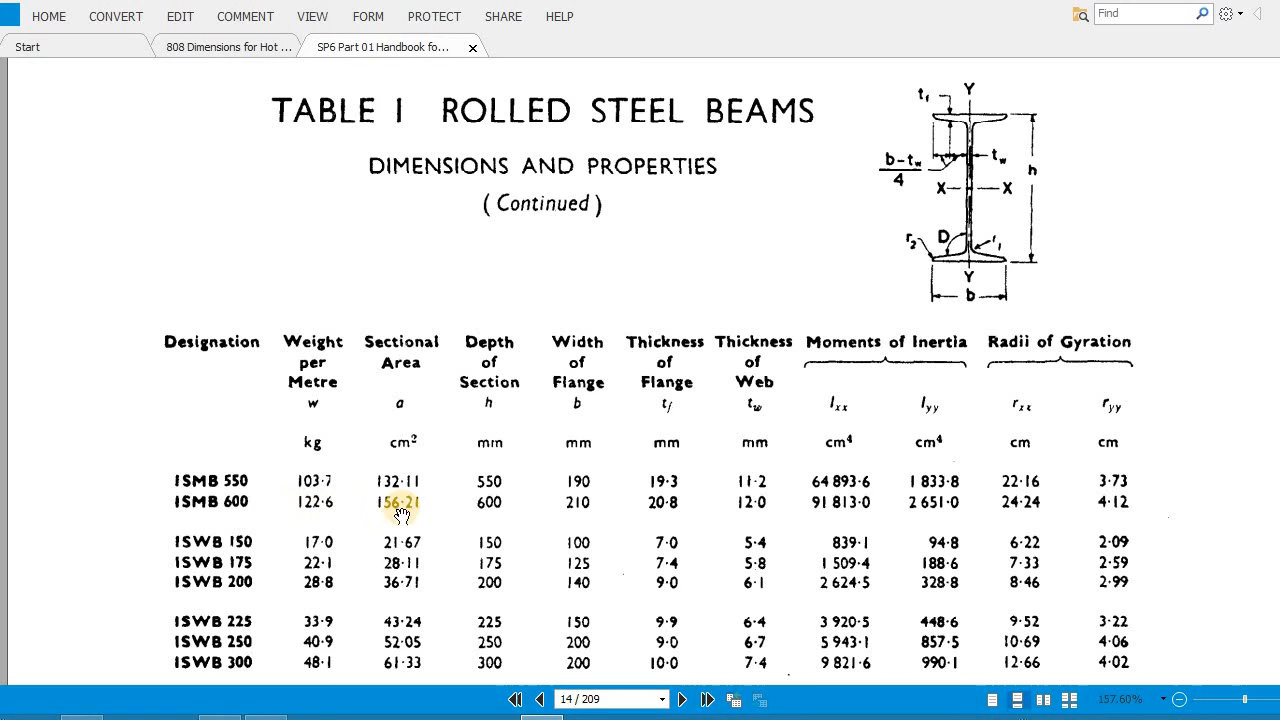 HOME CONVERT EDIT COMMENT VIEW FORM PROTECT SHARE HELP Find
Start 808 Dimensions for Hot ... SP6 Part 01 Handbook fo...
TABLE I ROLLED STEEL BEAMS
DIMENSIONS AND PROPERTIES
( Continued )
tf Y
b-tw tw
4
h
X X
r2 D r1
Y
b
Designation Weight Sectional Depth Width Thickness Thickness Moments of Inertia Radii of Gyration
per Area of of of of
Metre Section Flange Flange Web
w a h b tf tw Ixx Iyy rxx ryy
kg cm² mm mm mm mm cm⁴ cm⁴ cm cm
ISMB 550 103·7 132·11 550 190 19·3 11·2 64 893·6 1 833·8 22·16 3·73
ISMB 600 122·6 156·21 600 210 20·8 12·0 91 813·0 2 651·0 24·24 4·12
ISWB 150 17·0 21·67 150 100 7·0 5·4 839·1 94·8 6·22 2·09
ISWB 175 22·1 28·11 175 125 7·4 5·8 1 509·4 188·6 7·33 2·59
ISWB 200 28·8 36·71 200 140 9·0 6·1 2 624·5 328·8 8·46 2·99
ISWB 225 33·9 43·24 225 150 9·9 6·4 3 920·5 448·6 9·52 3·22
ISWB 250 40·9 52·05 250 200 9·0 6·7 5 943·1 857·5 10·69 4·06
ISWB 300 48·1 61·33 300 200 10·0 7·4 9 821·6 990·1 12·66 4·02
14 / 209 157.60%